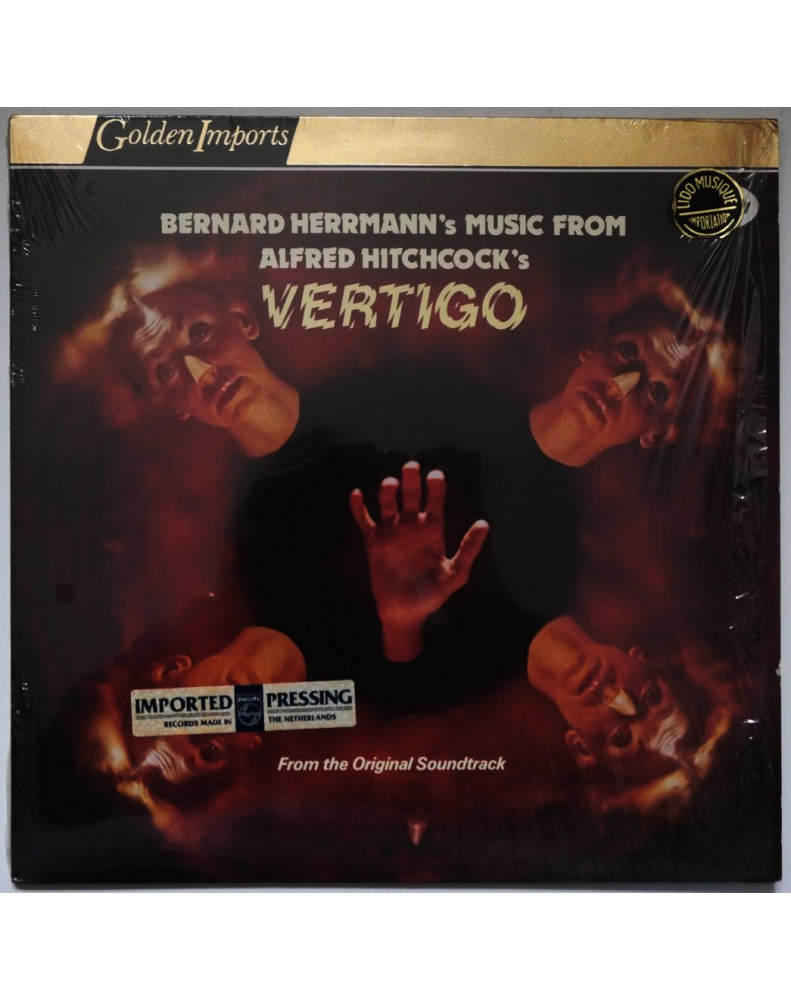 Golden Imports
LIDO MUSIQUE
IMPORTATION
BERNARD HERRMANN's MUSIC FROM
ALFRED HITCHCOCK's
VERTIGO
IMPORTED PHILIPS PRESSING
RECORDS MADE IN THE NETHERLANDS
From the Original Soundtrack